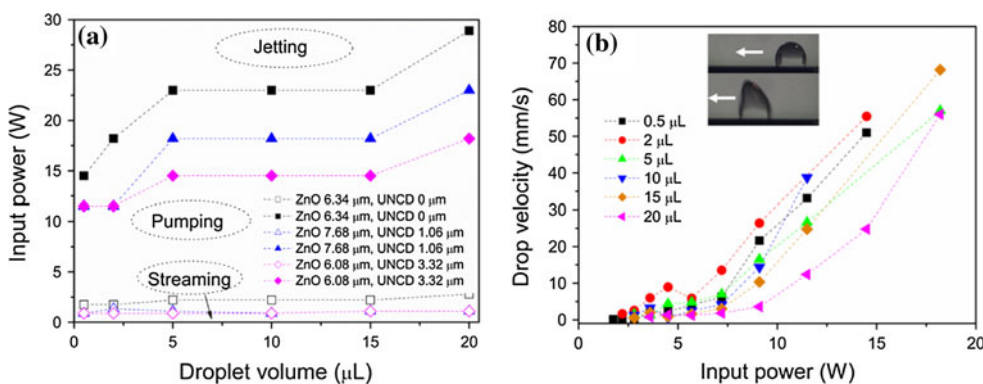 (a)
Input power (W)
30
25
20
15
10
5
0
Jetting
Pumping
Streaming
ZnO 6.34 μm, UNCD 0 μm
ZnO 6.34 μm, UNCD 0 μm
ZnO 7.68 μm, UNCD 1.06 μm
ZnO 7.68 μm, UNCD 1.06 μm
ZnO 6.08 μm, UNCD 3.32 μm
ZnO 6.08 μm, UNCD 3.32 μm
0 5 10 15 20
Droplet volume (μL)
(b)
Drop velocity (mm/s)
80
70
60
50
40
30
20
10
0
0.5 μL
2 μL
5 μL
10 μL
15 μL
20 μL
0 5 10 15 20
Input power (W)